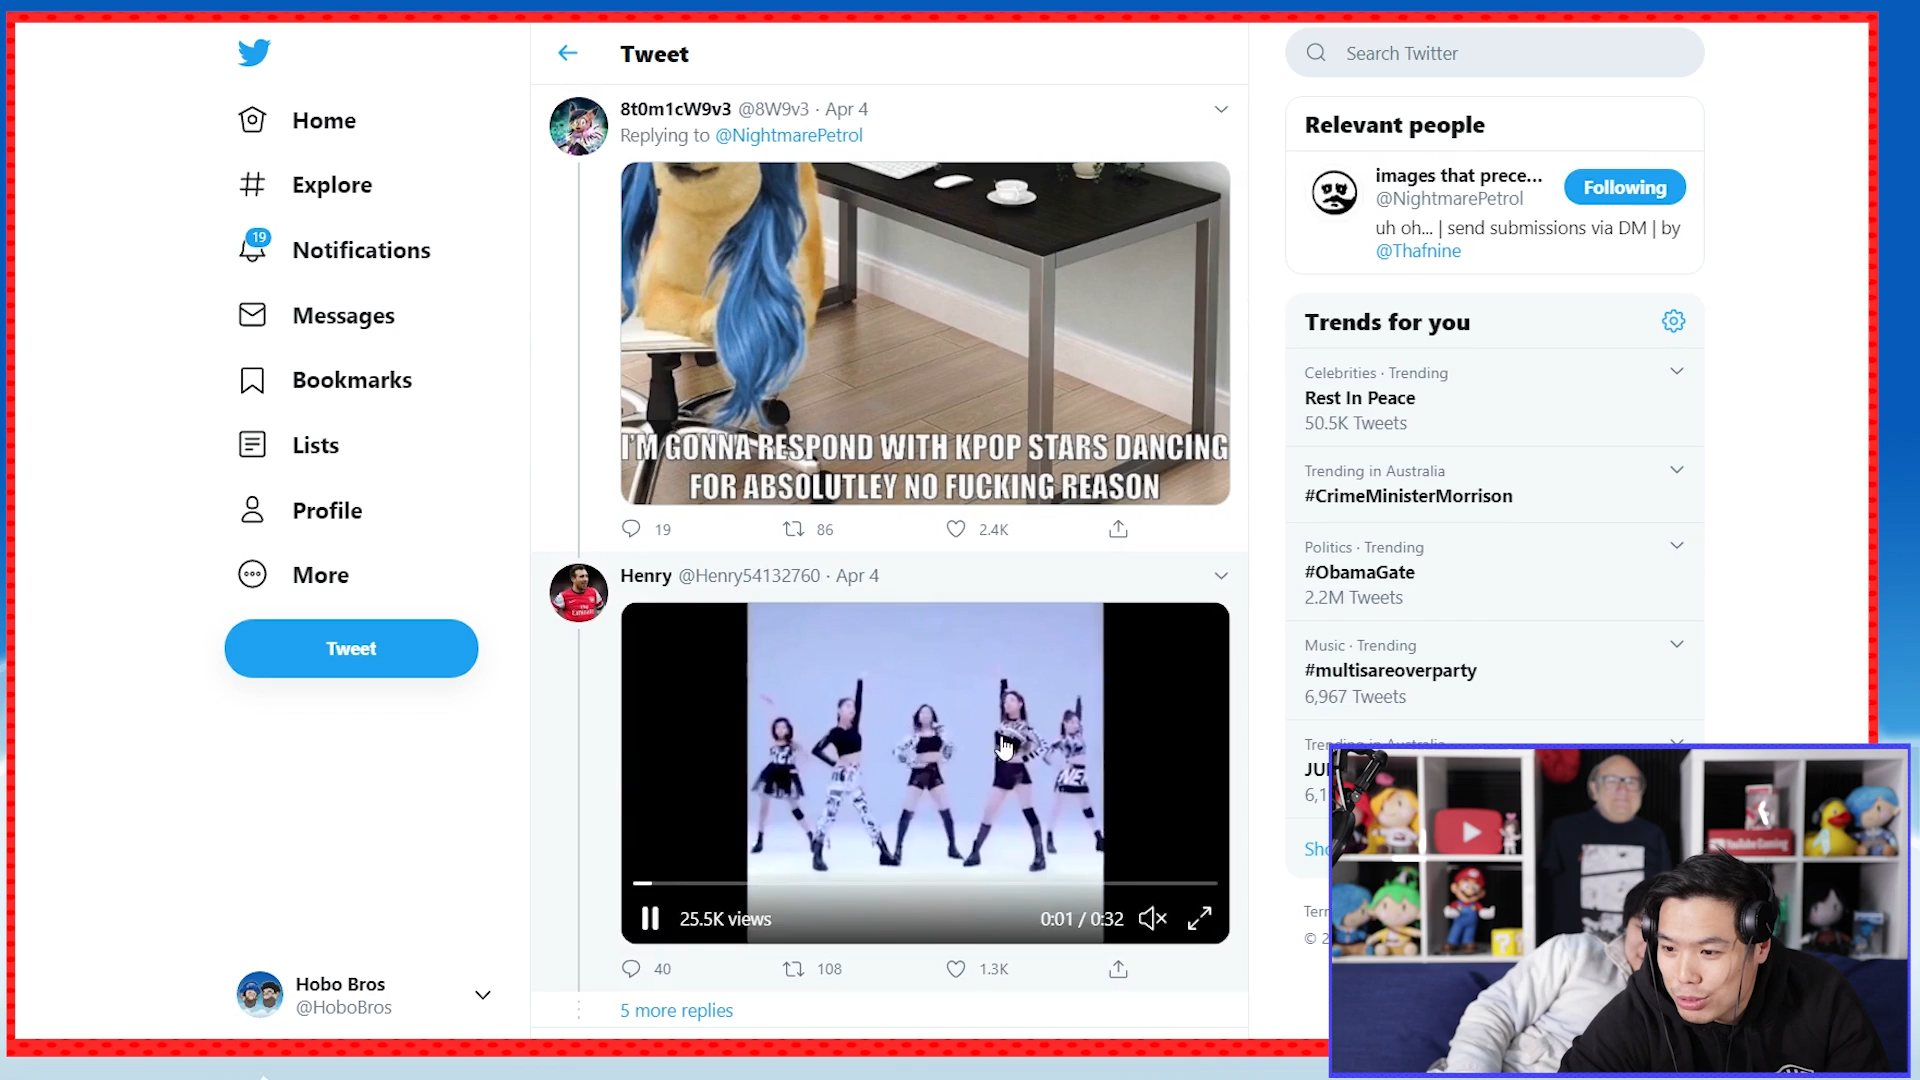 Home
Explore
19
Notifications
Messages
Bookmarks
Lists
Profile
More
Tweet
Hobo Bros
@HoboBros
Tweet
8t0m1cW9v3 @8W9v3 · Apr 4
Replying to @NightmarePetrol
I'M GONNA RESPOND WITH KPOP STARS DANCING
FOR ABSOLUTLEY NO FUCKING REASON
19 86 2.4K
Henry @Henry54132760 · Apr 4
25.5K views 0:01 / 0:32
40 108 1.3K
5 more replies
Search Twitter
Relevant people
images that prece...
@NightmarePetrol
Following
uh oh... | send submissions via DM | by
@Thafnine
Trends for you
Celebrities · Trending
Rest In Peace
50.5K Tweets
Trending in Australia
#CrimeMinisterMorrison
Politics · Trending
#ObamaGate
2.2M Tweets
Music · Trending
#multisareoverparty
6,967 Tweets
Trending in Australia